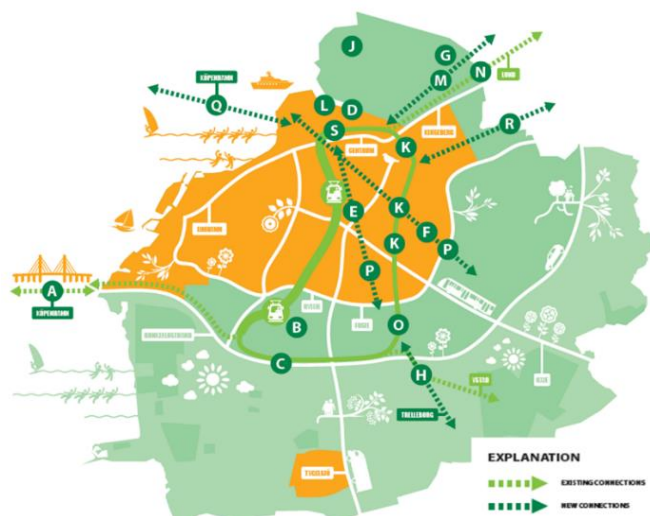 J
G
M
N
LUND
KÖPENHAMN
Q
L
D
S
K
R
E
K
F
P
K
P
A
KÖPENHAMN
B
O
C
H
YSTAD
TRELLEBORG
EXPLANATION
EXISTING CONNECTIONS
NEW CONNECTIONS